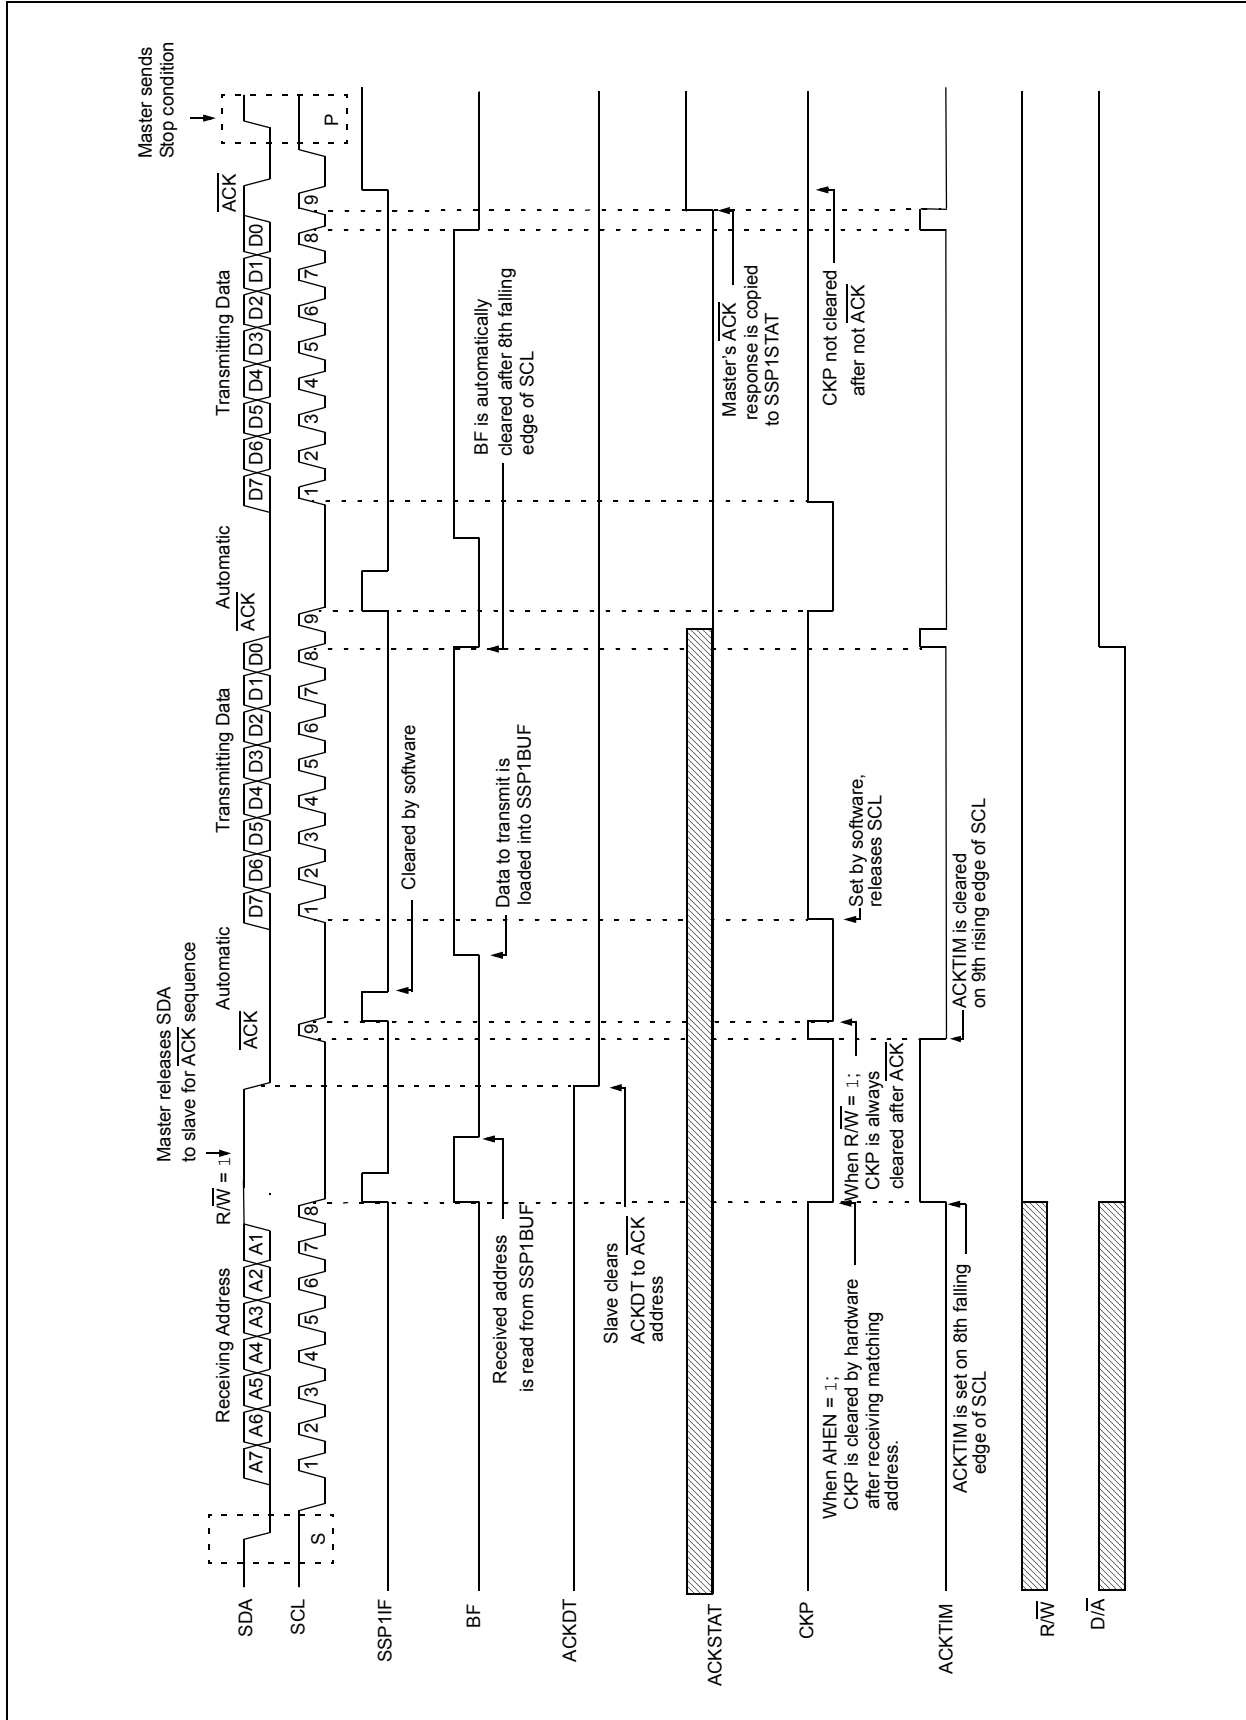 Master releases SDA
to slave for ACK sequence
Master sends
Stop condition
Receiving Address
R/W = 1
ACK
Automatic
Transmitting Data
ACK
Automatic
Transmitting Data
ACK
SDA
A7 A6 A5 A4 A3 A2 A1
D7 D6 D5 D4 D3 D2 D1 D0
D7 D6 D5 D4 D3 D2 D1 D0
SCL
S
1 2 3 4 5 6 7 8 9
1 2 3 4 5 6 7 8 9
1 2 3 4 5 6 7 8 9
P
SSP1IF
Cleared by software
BF
Received address
is read from SSP1BUF
Data to transmit is
loaded into SSP1BUF
BF is automatically
cleared after 8th falling
edge of SCL
ACKDT
Slave clears
ACKDT to ACK
address
ACKSTAT
Master's ACK
response is copied
to SSP1STAT
CKP
When AHEN = 1;
CKP is cleared by hardware
after receiving matching
address.
When R/W = 1;
CKP is always
cleared after ACK
Set by software,
releases SCL
CKP not cleared
after not ACK
ACKTIM
ACKTIM is set on 8th falling
edge of SCL
ACKTIM is cleared
on 9th rising edge of SCL
R/W
D/A